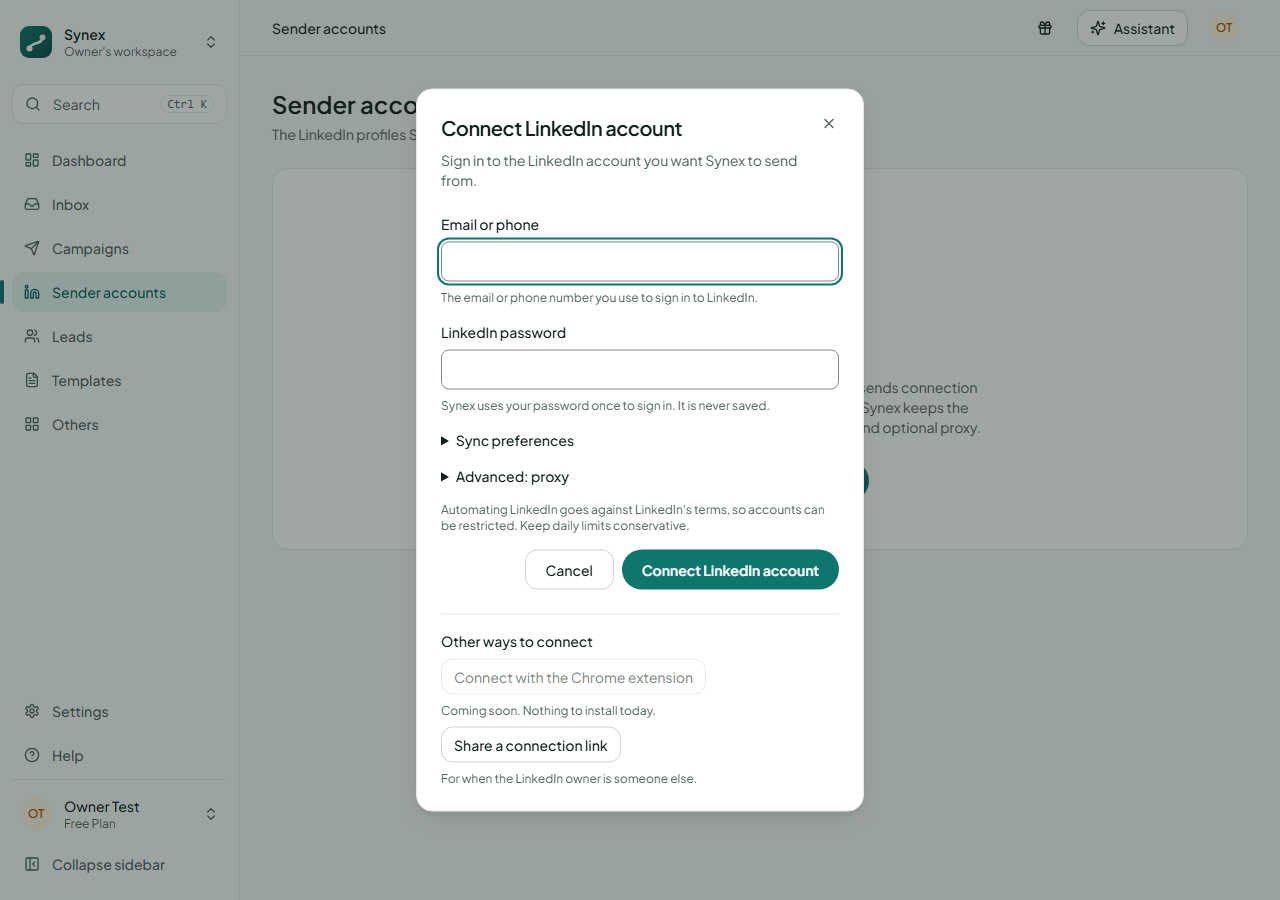 Synex
Owner's workspace
Search
Ctrl K
Dashboard
Inbox
Campaigns
Sender accounts
Leads
Templates
Others
Settings
Help
OT
Owner Test
Free Plan
Collapse sidebar
Sender accounts
Assistant
OT
Sender acco
The LinkedIn profiles S
ends connection
Synex keeps the
nd optional proxy.
Connect LinkedIn account
Sign in to the LinkedIn account you want Synex to send
from.
Email or phone
The email or phone number you use to sign in to LinkedIn.
LinkedIn password
Synex uses your password once to sign in. It is never saved.
Sync preferences
Advanced: proxy
Automating LinkedIn goes against LinkedIn's terms, so accounts can
be restricted. Keep daily limits conservative.
Cancel
Connect LinkedIn account
Other ways to connect
Connect with the Chrome extension
Coming soon. Nothing to install today.
Share a connection link
For when the LinkedIn owner is someone else.